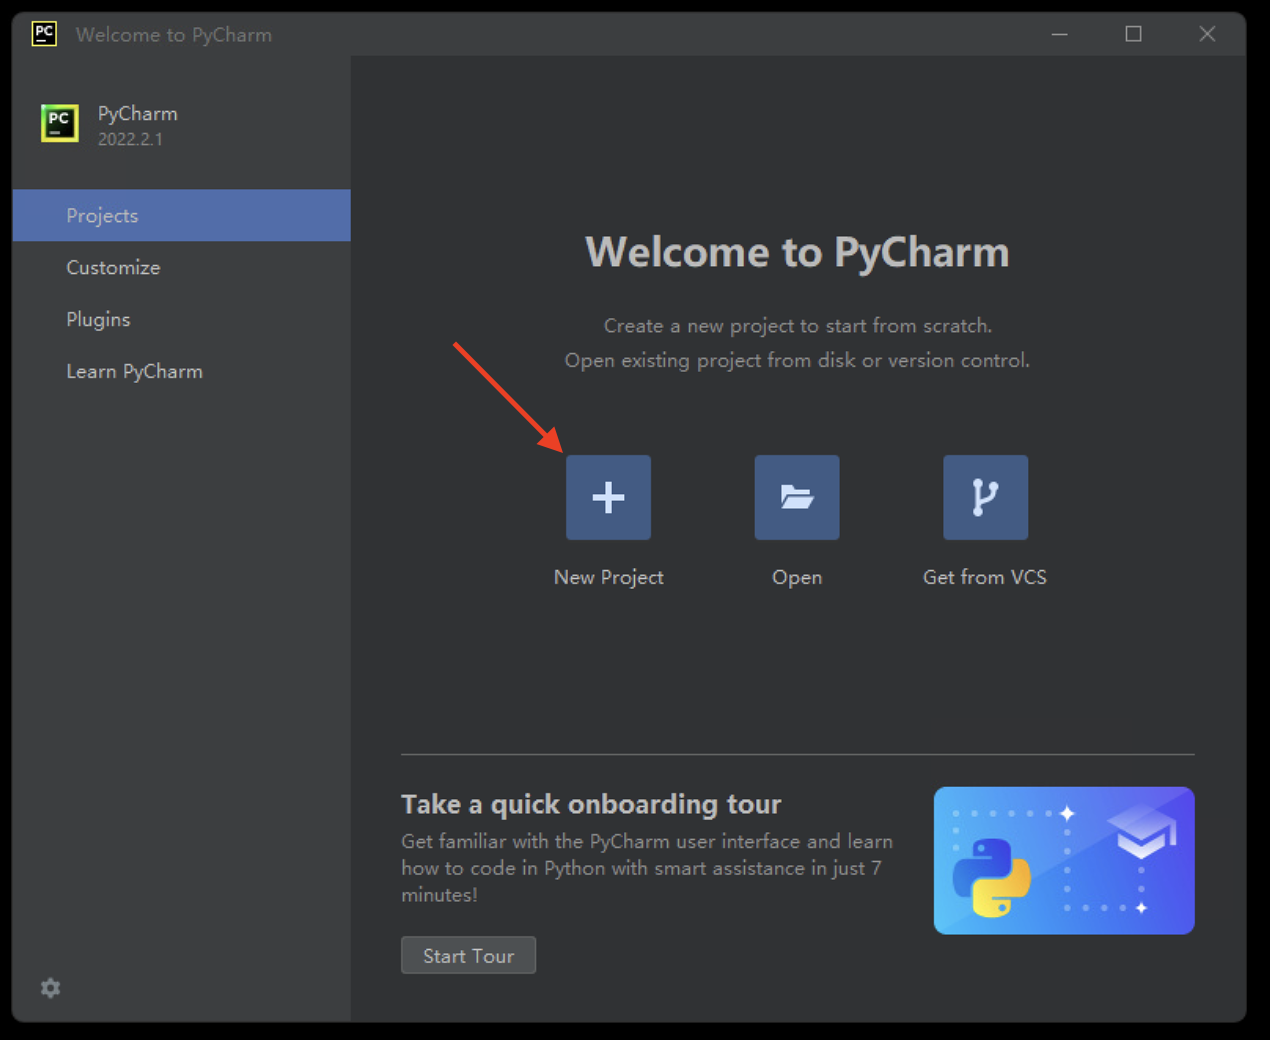 PC Welcome to PyCharm
PC PyCharm
2022.2.1
Projects
Customize
Plugins
Learn PyCharm
Welcome to PyCharm
Create a new project to start from scratch.
Open existing project from disk or version control.
New Project
Open
Get from VCS
Take a quick onboarding tour
Get familiar with the PyCharm user interface and learn
how to code in Python with smart assistance in just 7
minutes!
Start Tour